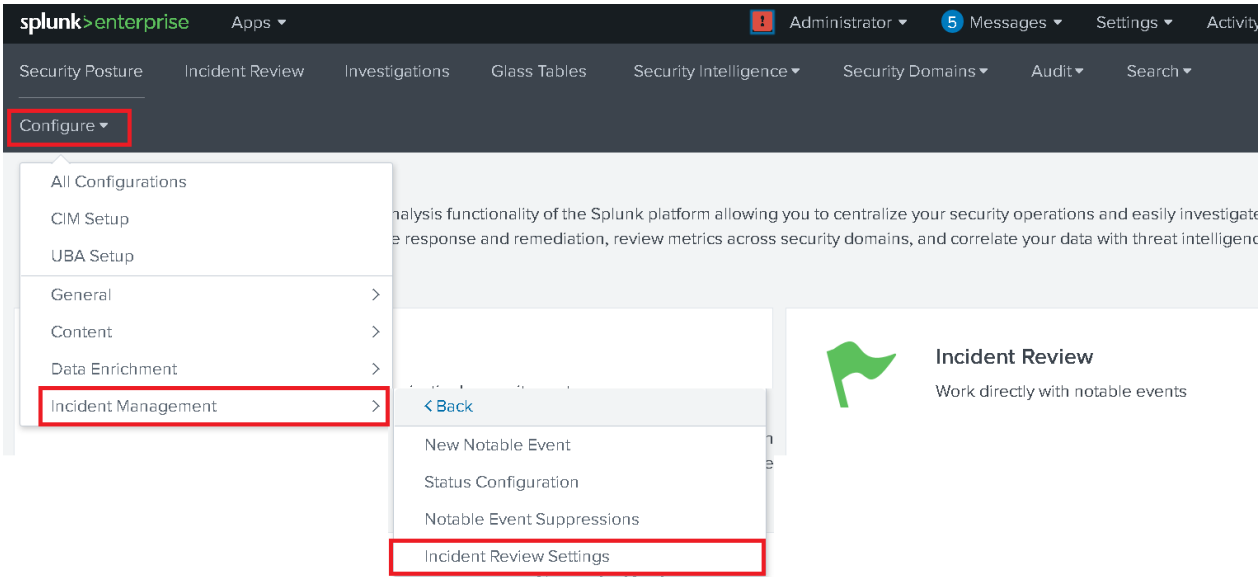 splunk>enterprise Apps Administrator 5 Messages Settings Activity
Security Posture Incident Review Investigations Glass Tables Security Intelligence Security Domains Audit Search
Configure
All Configurations
CIM Setup
UBA Setup
General
Content
Data Enrichment
Incident Management
nalysis functionality of the Splunk platform allowing you to centralize your security operations and easily investigate
e response and remediation, review metrics across security domains, and correlate your data with threat intelligenc
Incident Review
Work directly with notable events
< Back
New Notable Event
Status Configuration
Notable Event Suppressions
Incident Review Settings